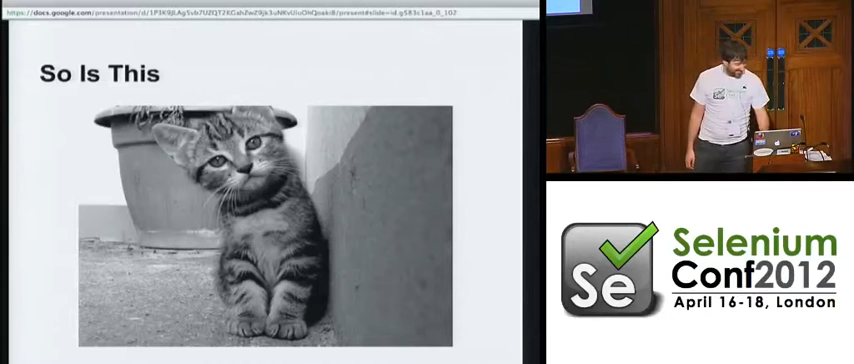 So Is This
Se
Selenium
Conf2012
April 16-18, London